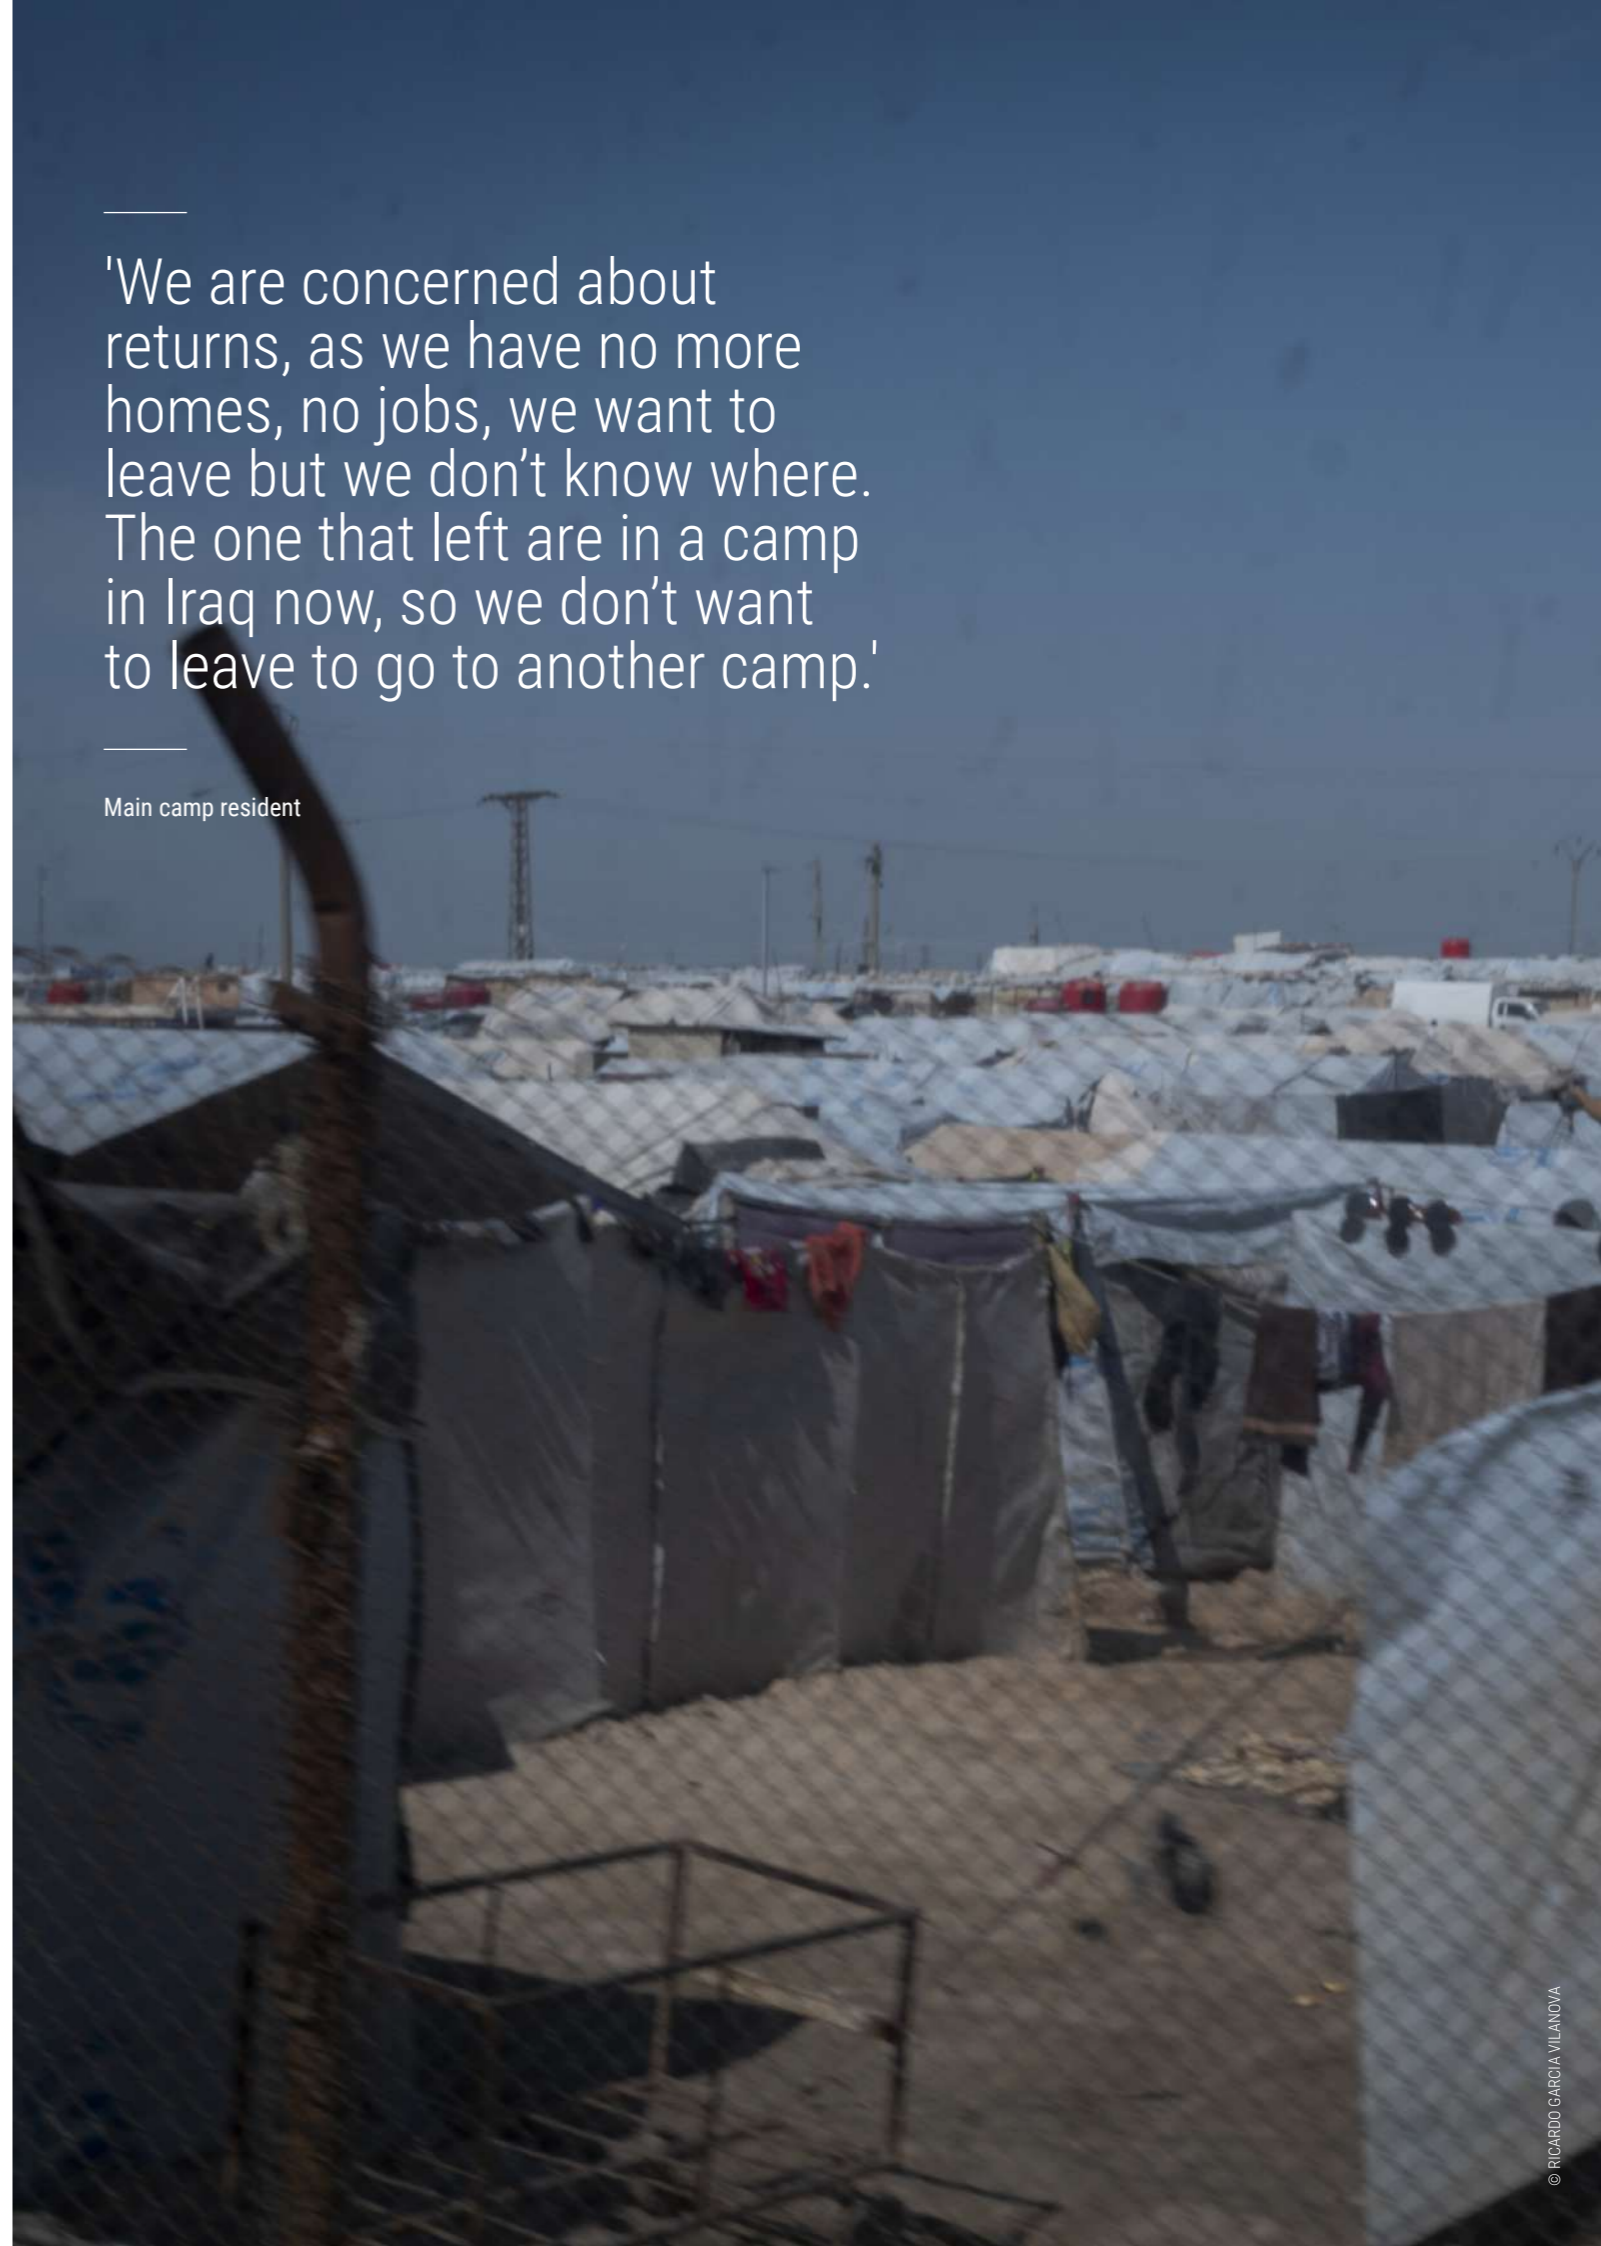 'We are concerned about
returns, as we have no more
homes, no jobs, we want to
leave but we don’t know where.
The one that left are in a camp
in Iraq now, so we don’t want
to leave to go to another camp.'
Main camp resident
© RICARDO GARCIA VILANOVA